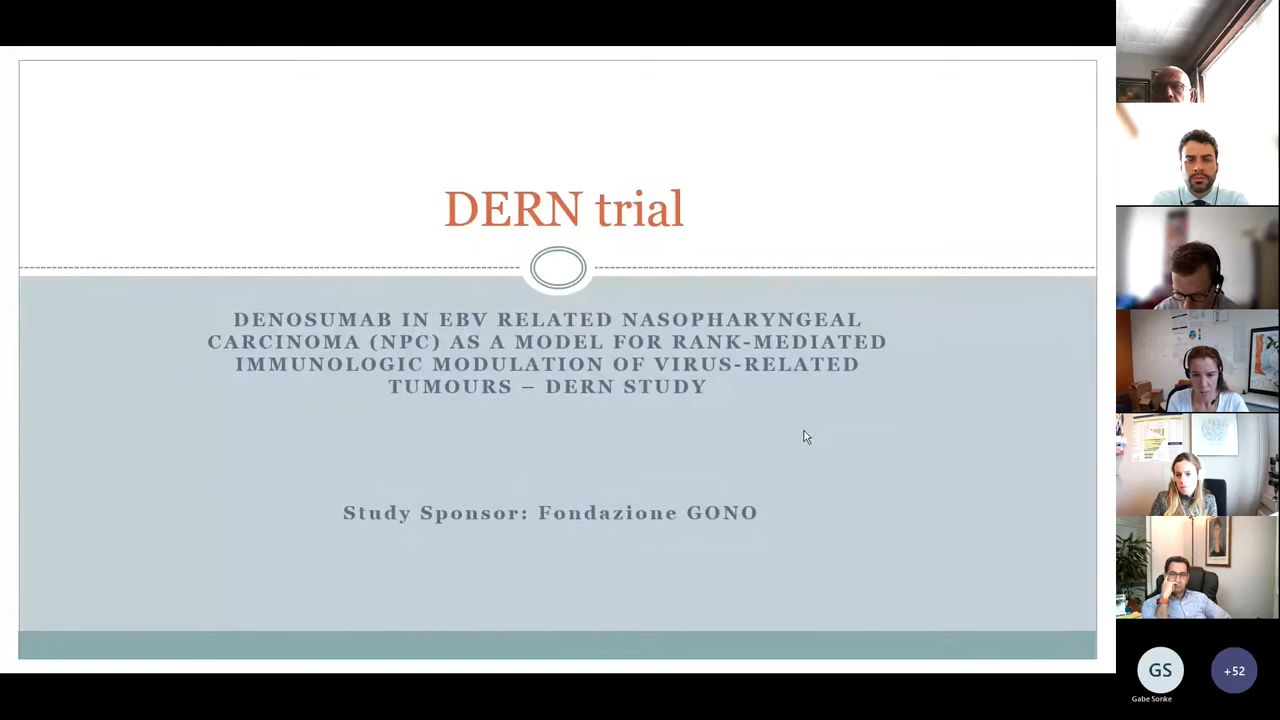 DERN trial
DENOSUMAB IN EBV RELATED NASOPHARYNGEAL
CARCINOMA (NPC) AS A MODEL FOR RANK-MEDIATED
IMMUNOLOGIC MODULATION OF VIRUS-RELATED
TUMOURS – DERN STUDY
Study Sponsor: Fondazione GONO
GS
+52
Gabe Sonke